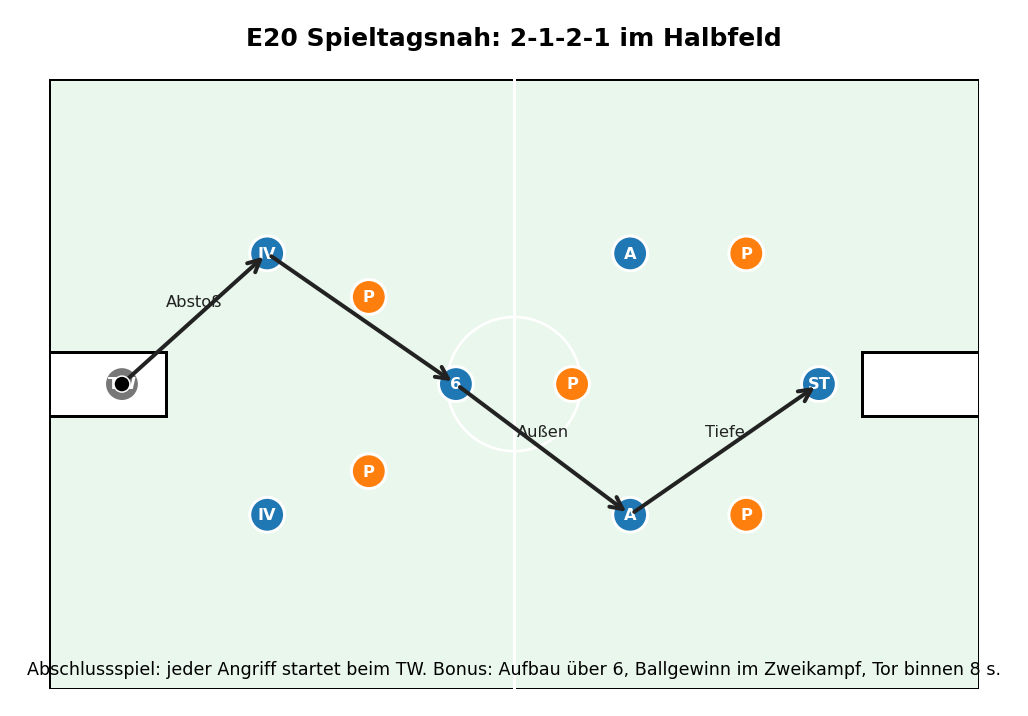 E20 Spieltagsnah: 2-1-2-1 im Halbfeld
IV
A
P
P
Abstoß
6
P
ST
Außen
Tiefe
P
IV
A
P
Abschlussspiel: jeder Angriff startet beim TW. Bonus: Aufbau über 6, Ballgewinn im Zweikampf, Tor binnen 8 s.